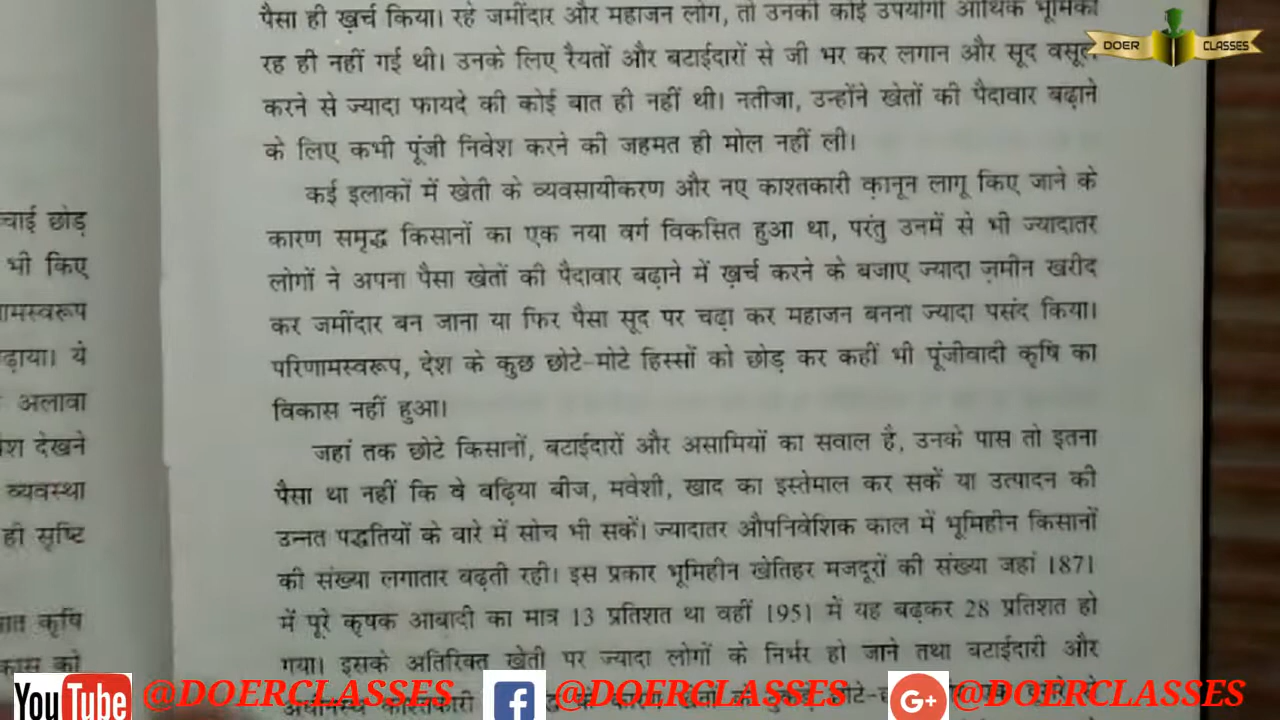 पैसा ही ख़र्च किया। रहे जमींदार और महाजन लोग, तो उनकी कोई उपयोगी आर्थिक भूमिका
रह ही नहीं गई थी। उनके लिए रैयतों और बटाईदारों से जी भर कर लगान और सूद वसूल
करने से ज्यादा फायदे की कोई बात ही नहीं थी। नतीजा, उन्होंने खेतों की पैदावार बढ़ाने
के लिए कभी पूंजी निवेश करने की जहमत ही मोल नहीं ली।
कई इलाकों में खेती के व्यवसायीकरण और नए काश्तकारी क़ानून लागू किए जाने के
कारण समृद्ध किसानों का एक नया वर्ग विकसित हुआ था, परंतु उनमें से भी ज्यादातर
लोगों ने अपना पैसा खेतों की पैदावार बढ़ाने में ख़र्च करने के बजाए ज्यादा ज़मीन खरीद
कर जमींदार बन जाना या फिर पैसा सूद पर चढ़ा कर महाजन बनना ज्यादा पसंद किया।
परिणामस्वरूप, देश के कुछ छोटे-मोटे हिस्सों को छोड़ कर कहीं भी पूंजीवादी कृषि का
विकास नहीं हुआ।
जहां तक छोटे किसानों, बटाईदारों और असामियों का सवाल है, उनके पास तो इतना
पैसा था नहीं कि वे बढ़िया बीज, मवेशी, खाद का इस्तेमाल कर सकें या उत्पादन की
उन्नत पद्धतियों के बारे में सोच भी सकें। ज्यादातर औपनिवेशिक काल में भूमिहीन किसानों
की संख्या लगातार बढ़ती रही। इस प्रकार भूमिहीन खेतिहर मजदूरों की संख्या जहां 1871
में पूरे कृषक आबादी का मात्र 13 प्रतिशत था वहीं 1951 में यह बढ़कर 28 प्रतिशत हो
गया। इसके अतिरिक्त खेती पर ज्यादा लोगों के निर्भर हो जाने तथा बटाईदारी और
काश्तकारी के कारण
छोड़
भी किए
ये
अलावा
देखने
व्यवस्था
ही सृष्टि
कृषि
को
DOER CLASSES
YouTube @DOERCLASSES
f @DOERCLASSES
G+ @DOERCLASSES